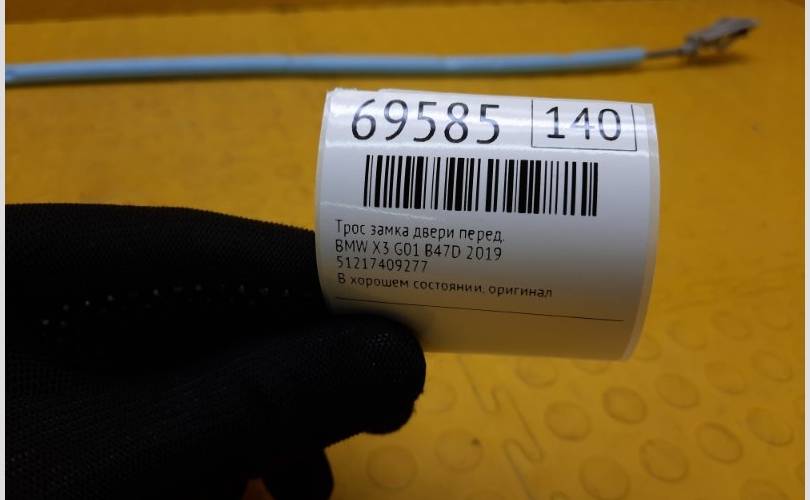 69585 140
Трос замка двери перед.
BMW X3 G01 B47D 2019
51217409277
В хорошем состоянии. оригинал